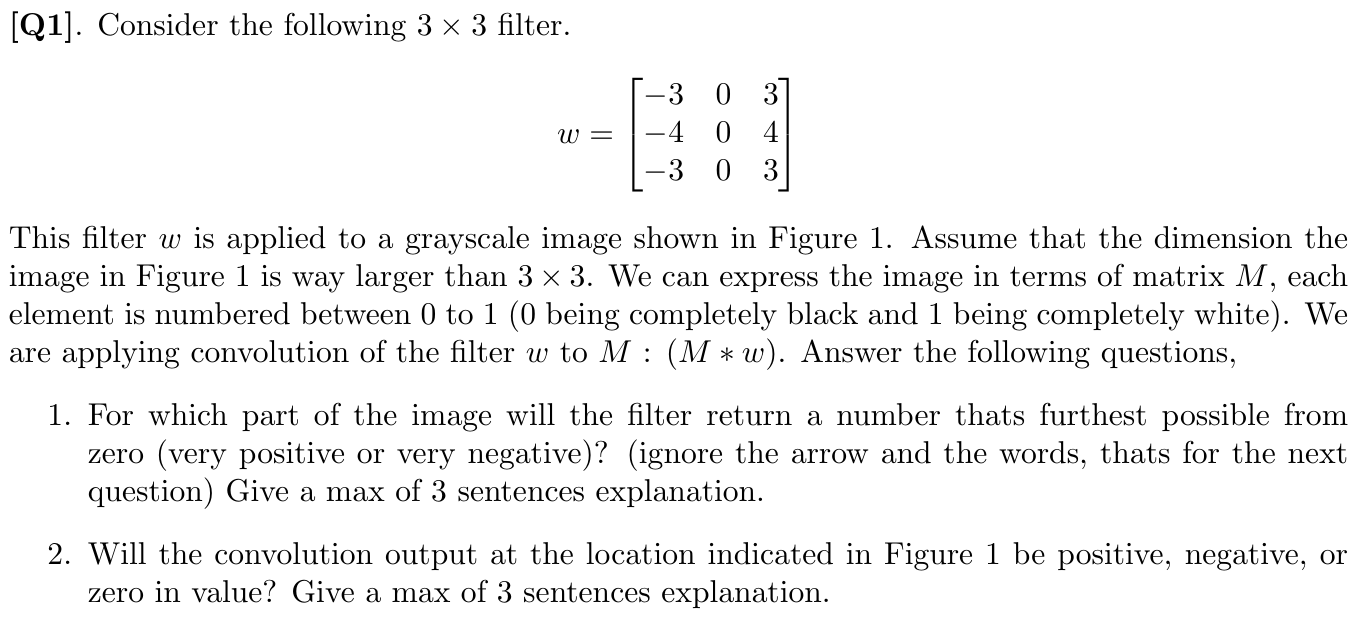 [Q1]. Consider the following 3 × 3 filter.
w = [−3 0 3
−4 0 4
−3 0 3]
This filter w is applied to a grayscale image shown in Figure 1. Assume that the dimension the
image in Figure 1 is way larger than 3 × 3. We can express the image in terms of matrix M, each
element is numbered between 0 to 1 (0 being completely black and 1 being completely white). We
are applying convolution of the filter w to M : (M ∗ w). Answer the following questions,
1. For which part of the image will the filter return a number thats furthest possible from
zero (very positive or very negative)? (ignore the arrow and the words, thats for the next
question) Give a max of 3 sentences explanation.
2. Will the convolution output at the location indicated in Figure 1 be positive, negative, or
zero in value? Give a max of 3 sentences explanation.